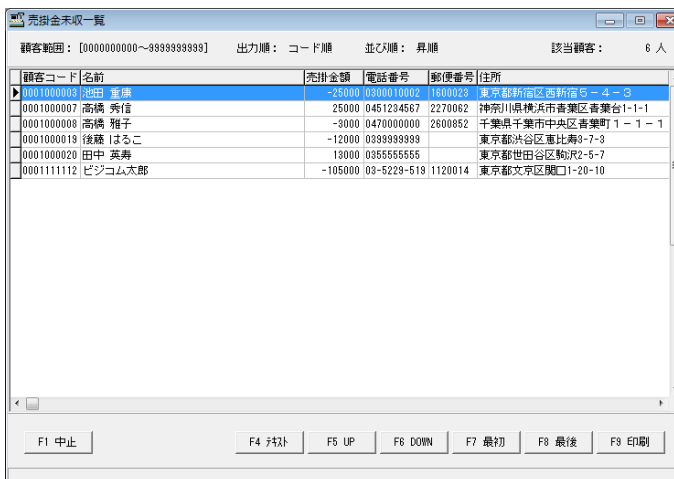 売掛金未収一覧
顧客範囲： [0000000000～9999999999] 出力順： コード順 並び順： 昇順 該当顧客： 6 人
顧客コード 名前 売掛金額 電話番号 郵便番号 住所
0001000003 池田 重康 -25000 0300010002 1600023 東京都新宿区西新宿５－４－３
0001000007 高橋 秀信 25000 0451234567 2270062 神奈川県横浜市青葉区青葉台1-1-1
0001000008 高橋 雅子 -3000 0470000000 2600852 千葉県千葉市中央区青葉町１－１－１
0001000019 後藤 はるこ -12000 0399999999 東京都渋谷区恵比寿3-7-3
0001000020 田中 英寿 13000 0355555555 東京都世田谷区駒沢2-5-7
0001111112 ビジコム太郎 -105000 03-5229-519 1120014 東京都文京区関口1-20-10
F1 中止 F4 ﾃｷｽﾄ F5 UP F6 DOWN F7 最初 F8 最後 F9 印刷